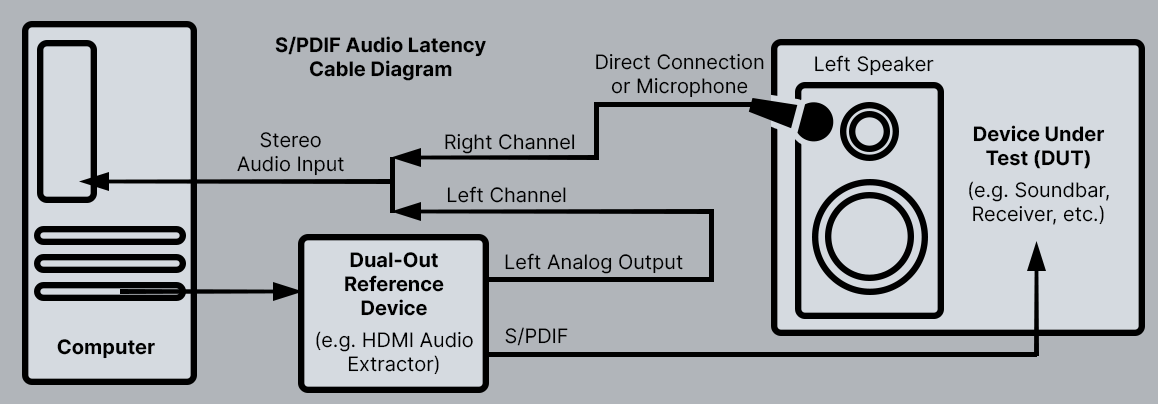 S/PDIF Audio Latency
Cable Diagram
Direct Connection
or Microphone
Left Speaker
Stereo
Audio Input
Right Channel
Left Channel
Device Under
Test (DUT)
(e.g. Soundbar,
Receiver, etc.)
Dual-Out
Reference
Device
(e.g. HDMI Audio
Extractor)
Left Analog Output
S/PDIF
Computer